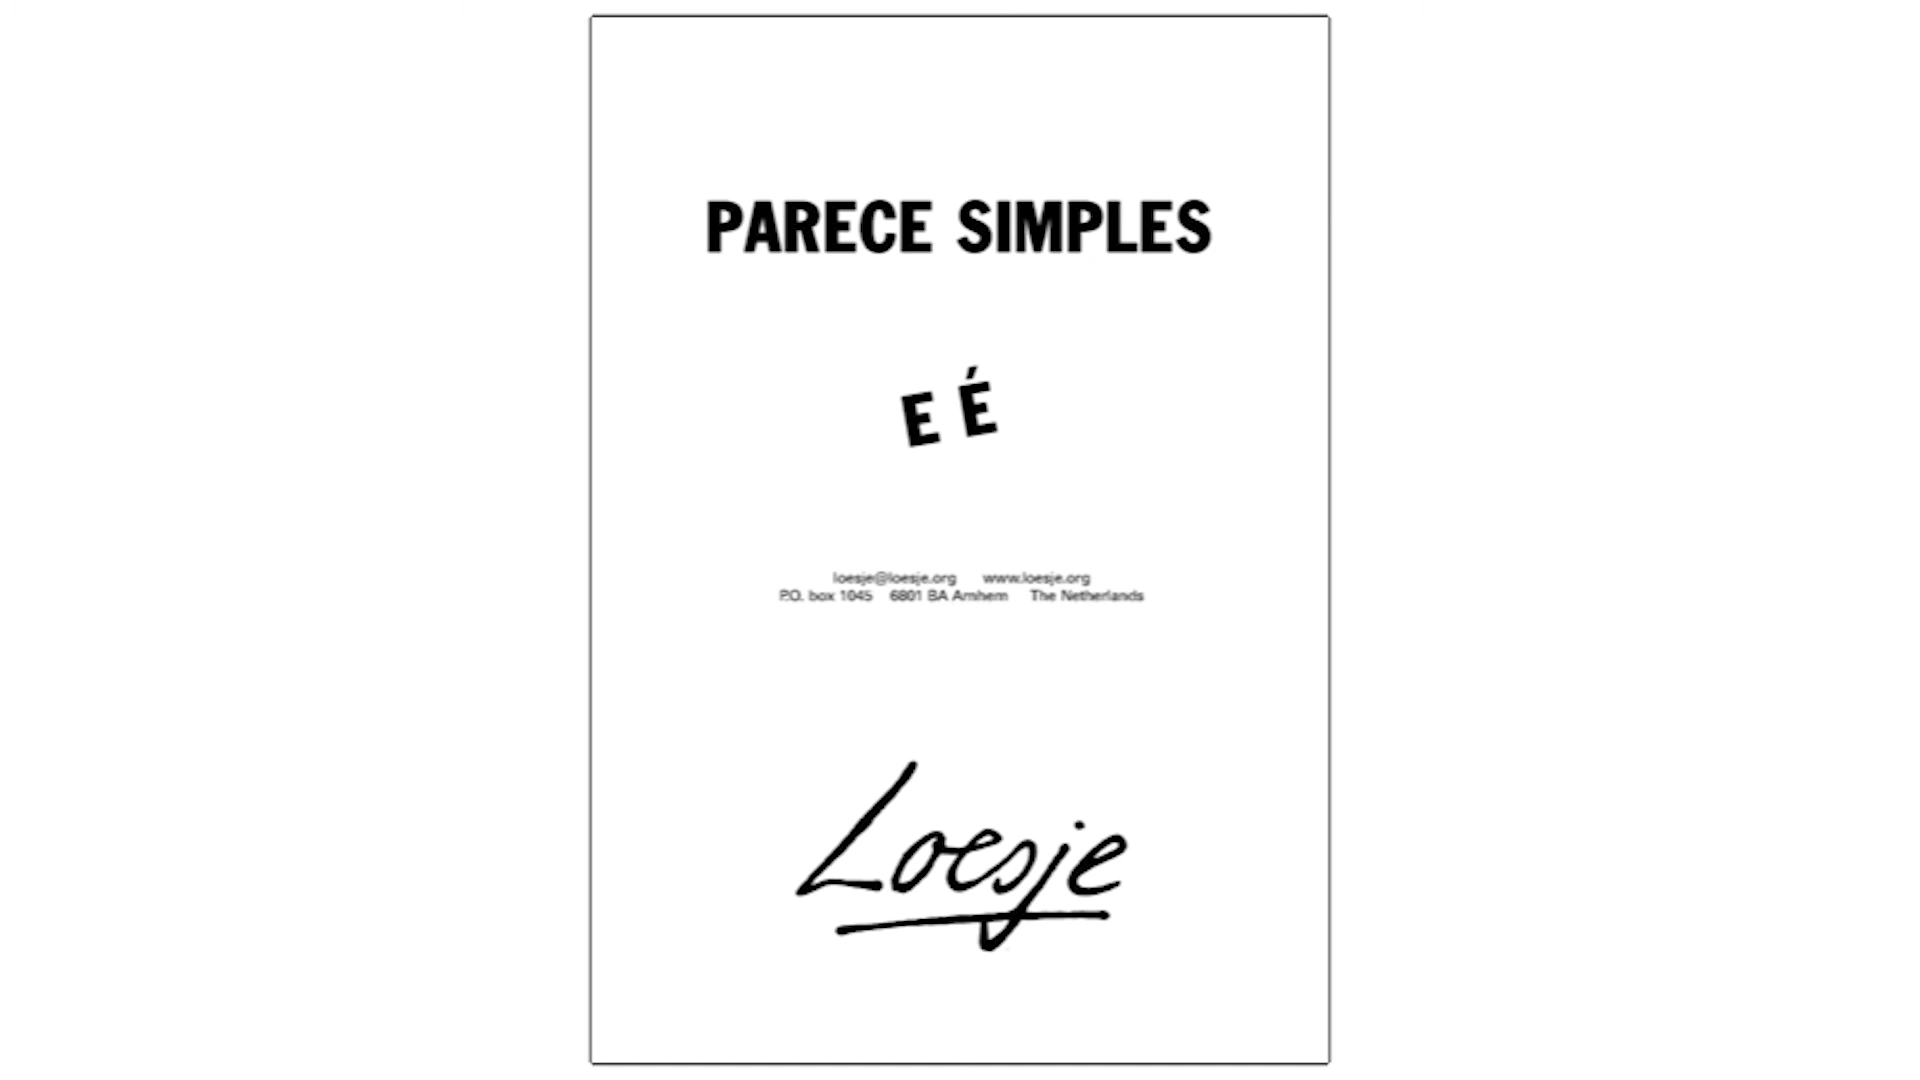 PARECE SIMPLES
E É
loesje@loesje.org www.loesje.org
P.O. box 1045 6801 BA Arnhem The Netherlands
Loesje